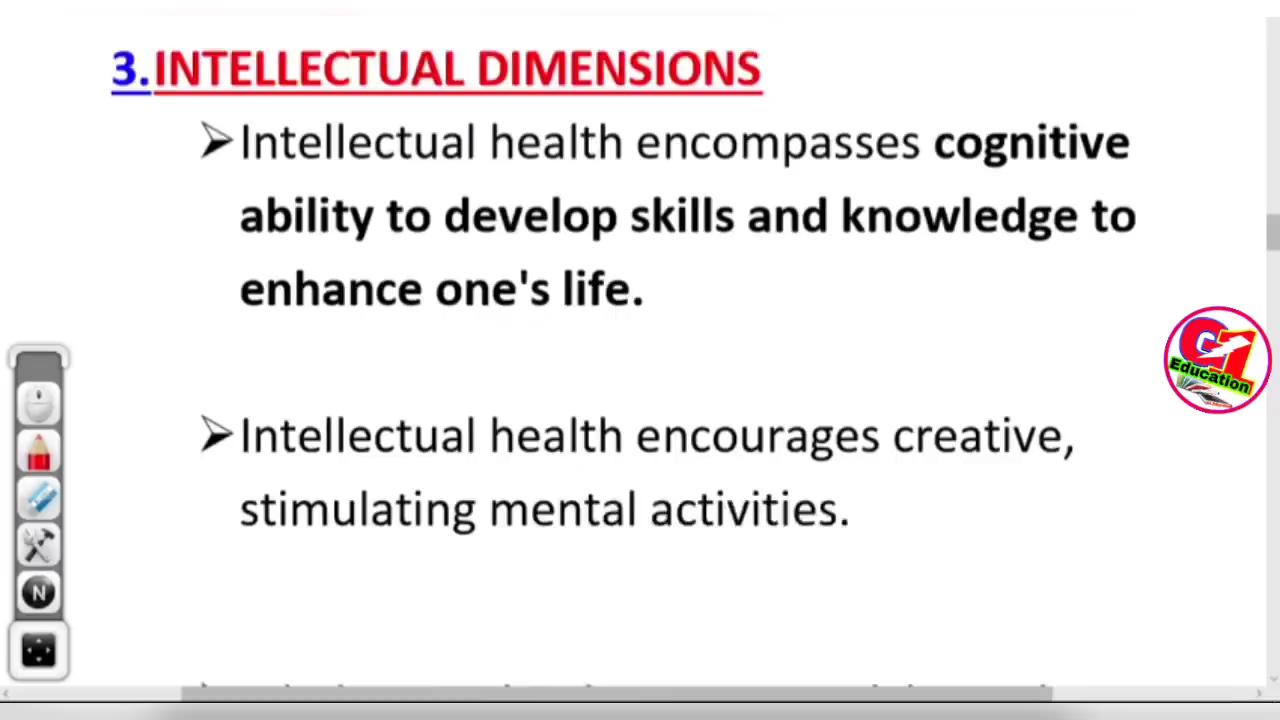 3.INTELLECTUAL DIMENSIONS
➢Intellectual health encompasses cognitive
ability to develop skills and knowledge to
enhance one's life.
➢Intellectual health encourages creative,
stimulating mental activities.
G1
Education
N